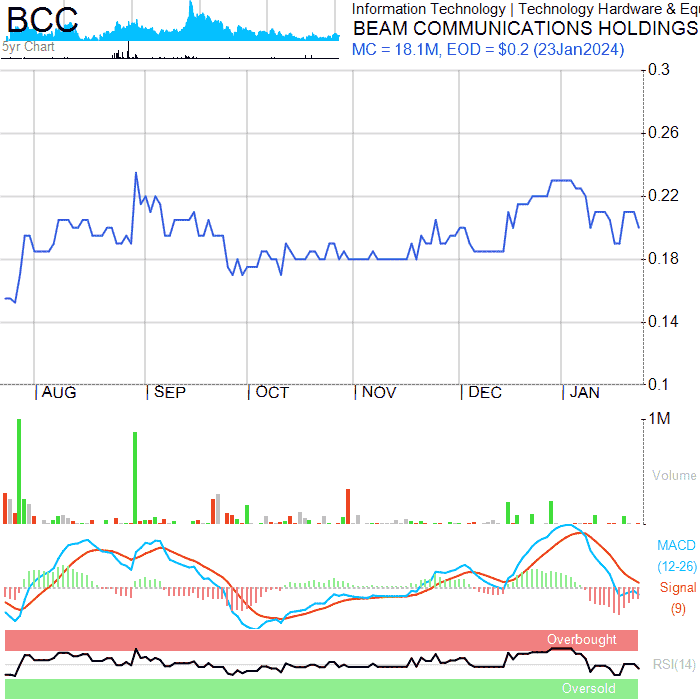 BCC
5yr Chart
Information Technology | Technology Hardware & Equ
BEAM COMMUNICATIONS HOLDINGS
MC = 18.1M, EOD = $0.2 (23Jan2024)
0.3
0.26
0.22
0.18
0.14
0.1
AUG SEP OCT NOV DEC JAN
1M
Volume
MACD
(12-26)
Signal
(9)
Overbought
RSI(14)
Oversold